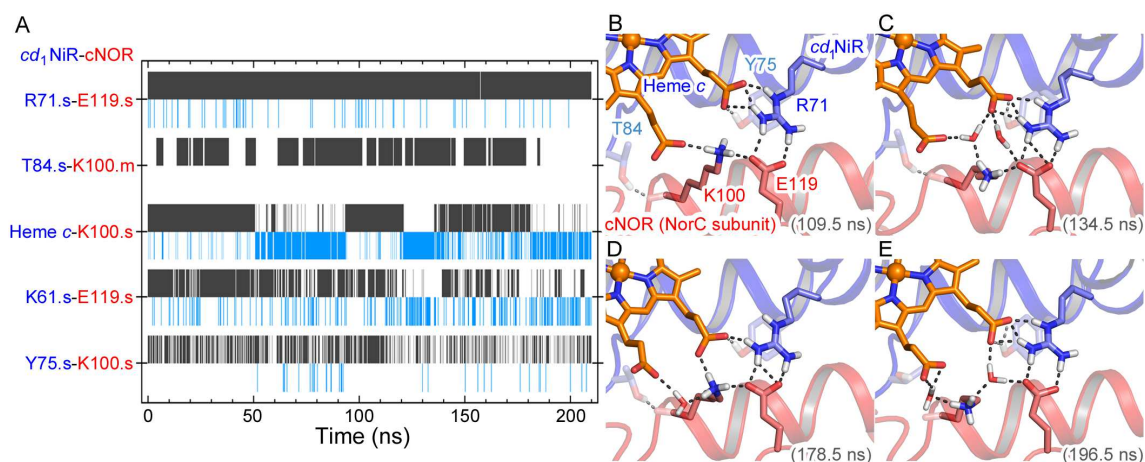 A
cd₁NiR-cNOR
R71.s-E119.s
T84.s-K100.m
Heme c-K100.s
K61.s-E119.s
Y75.s-K100.s
0 50 100 150 200
Time (ns)
B
cd₁NiR
Y75
Heme c
R71
T84
E119
K100
cNOR (NorC subunit)
(109.5 ns)
C
(134.5 ns)
D
(178.5 ns)
E
(196.5 ns)